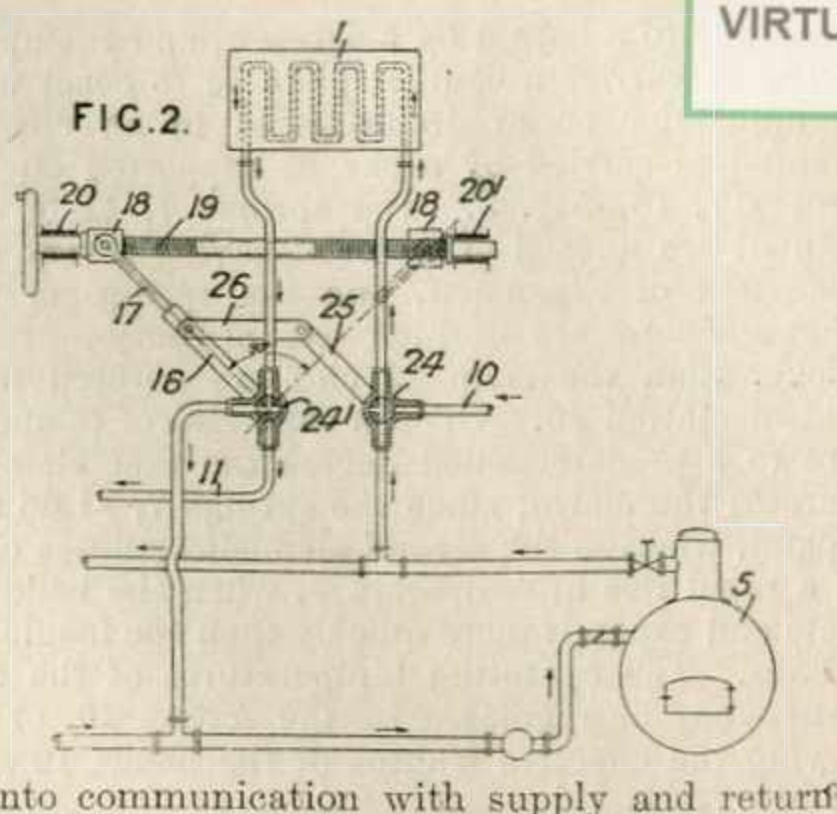 VIRTU
FIG.2.
1
20 18 19 18 20¹
17 26 25
16 24 10
24¹
11
5
nto communication with supply and return